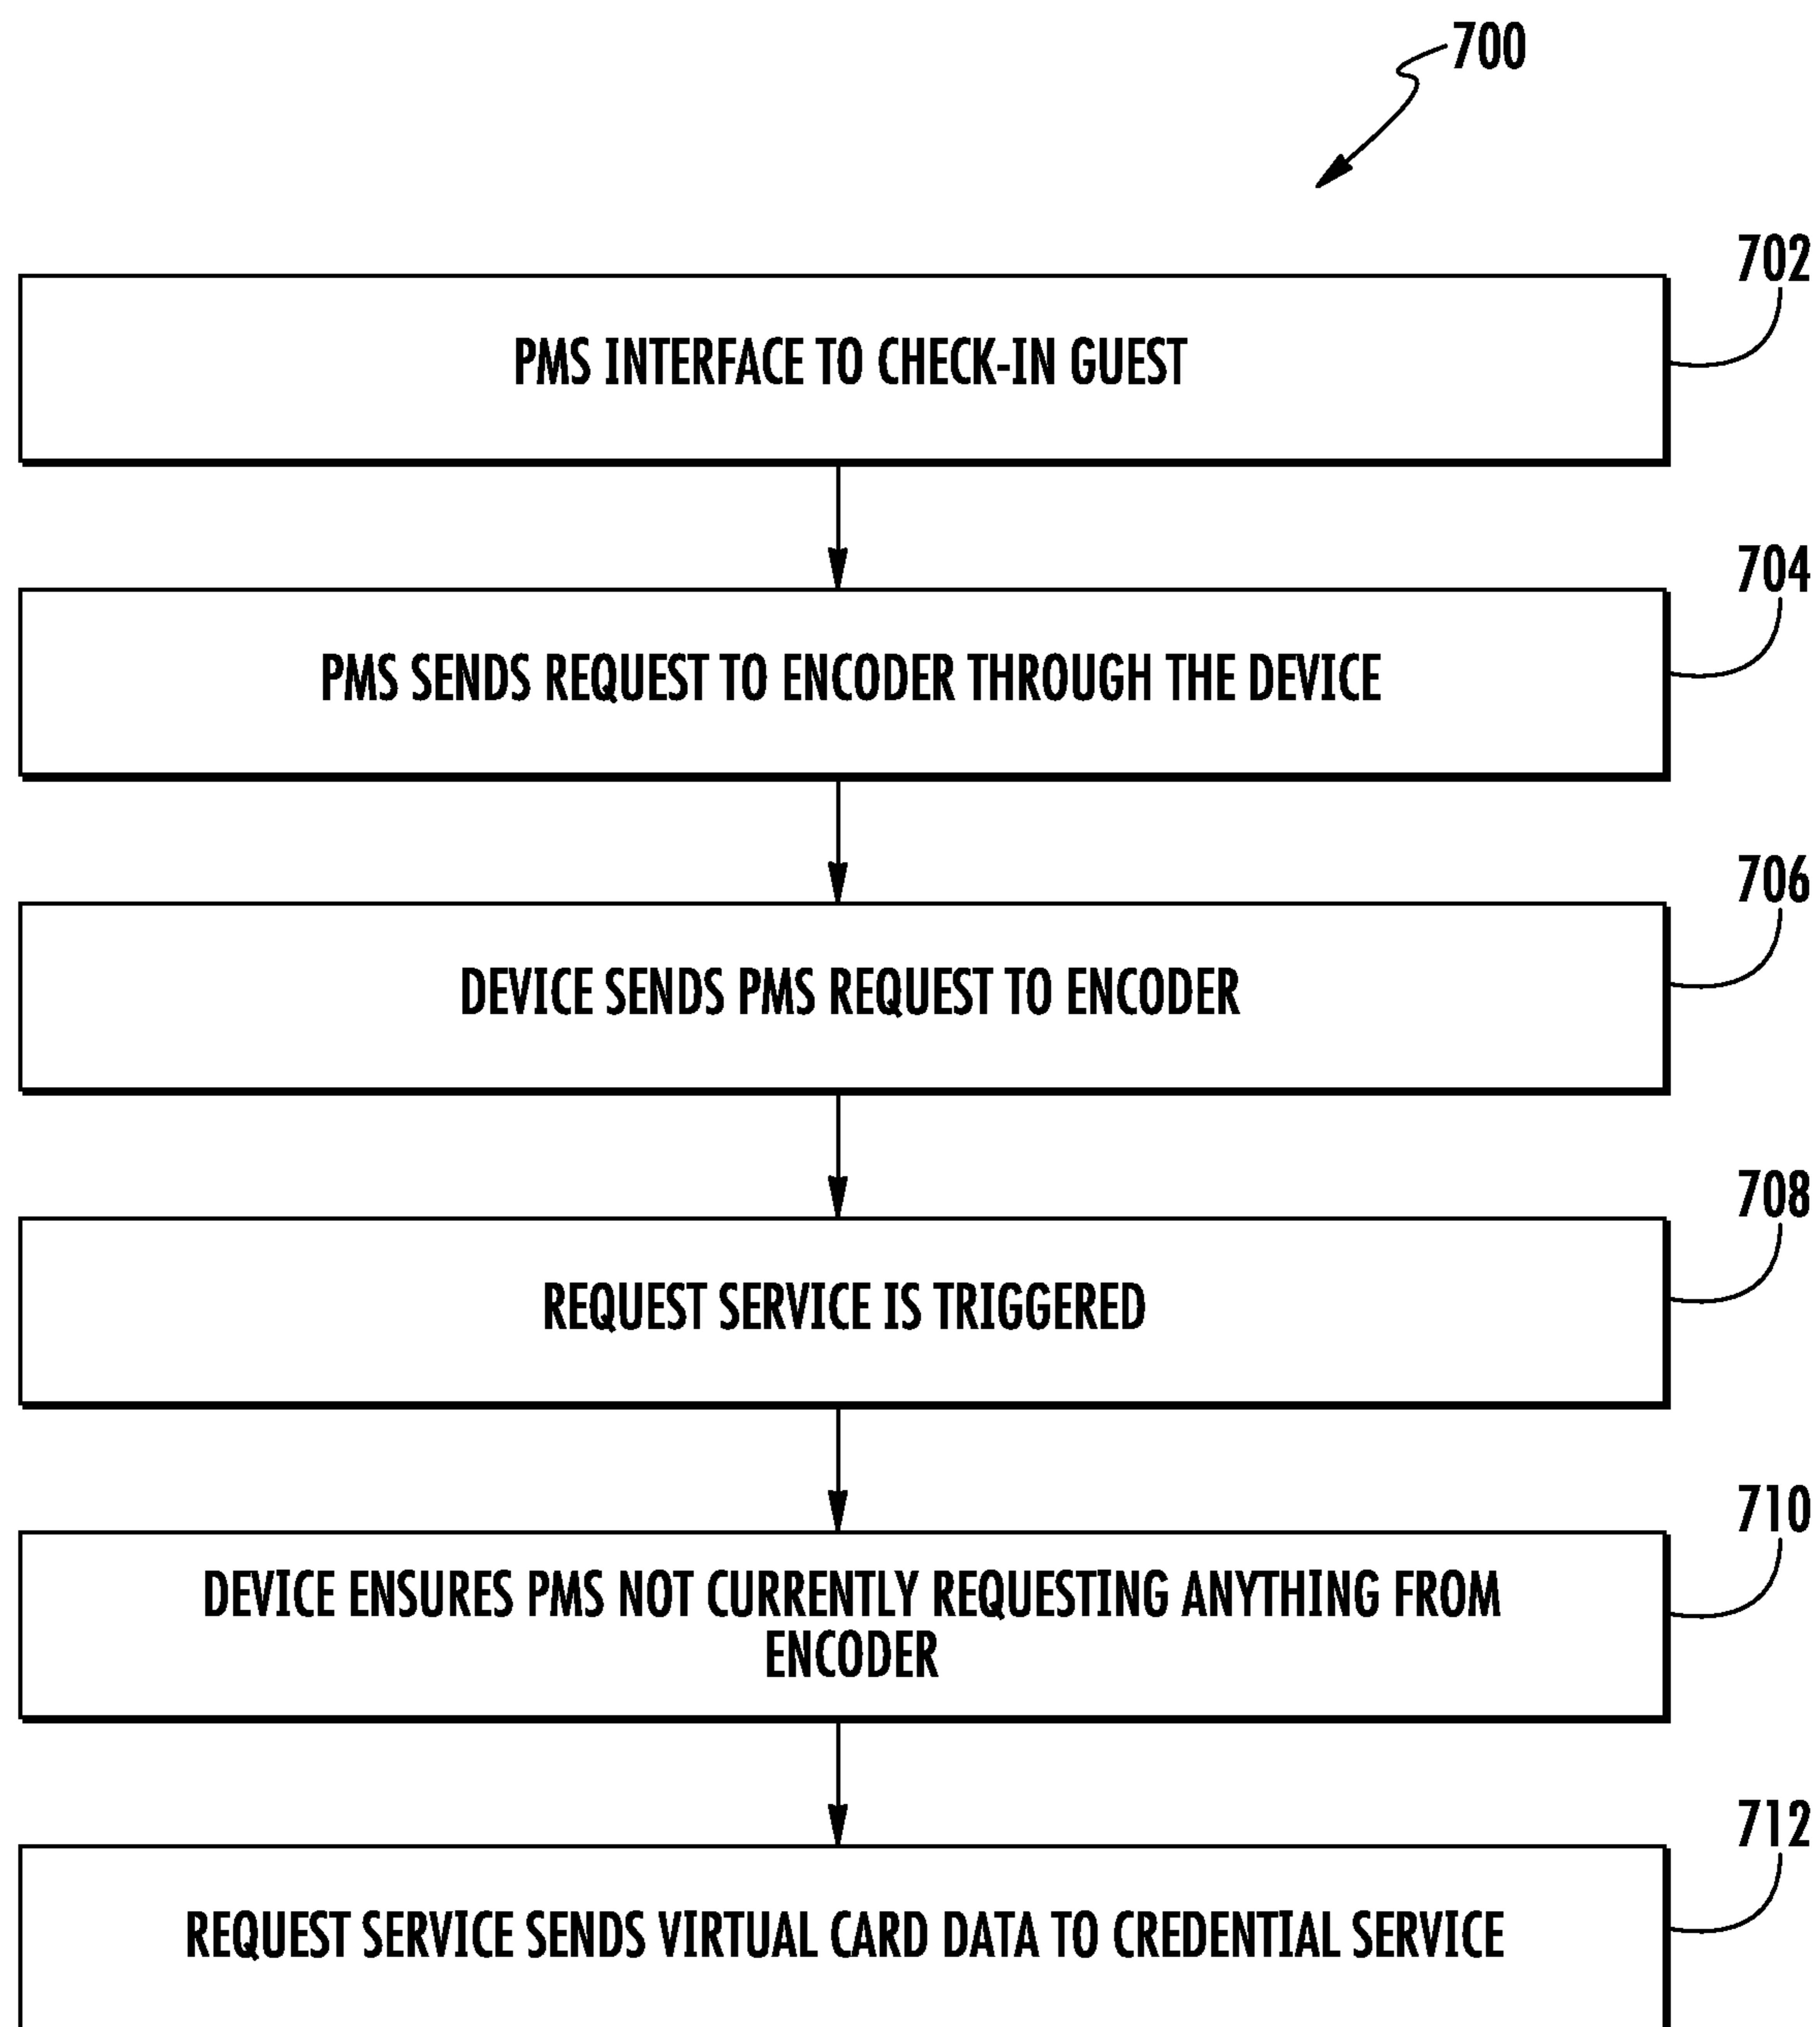 700
702
PMS INTERFACE TO CHECK-IN GUEST
704
PMS SENDS REQUEST TO ENCODER THROUGH THE DEVICE
706
DEVICE SENDS PMS REQUEST TO ENCODER
708
REQUEST SERVICE IS TRIGGERED
710
DEVICE ENSURES PMS NOT CURRENTLY REQUESTING ANYTHING FROM
ENCODER
712
REQUEST SERVICE SENDS VIRTUAL CARD DATA TO CREDENTIAL SERVICE